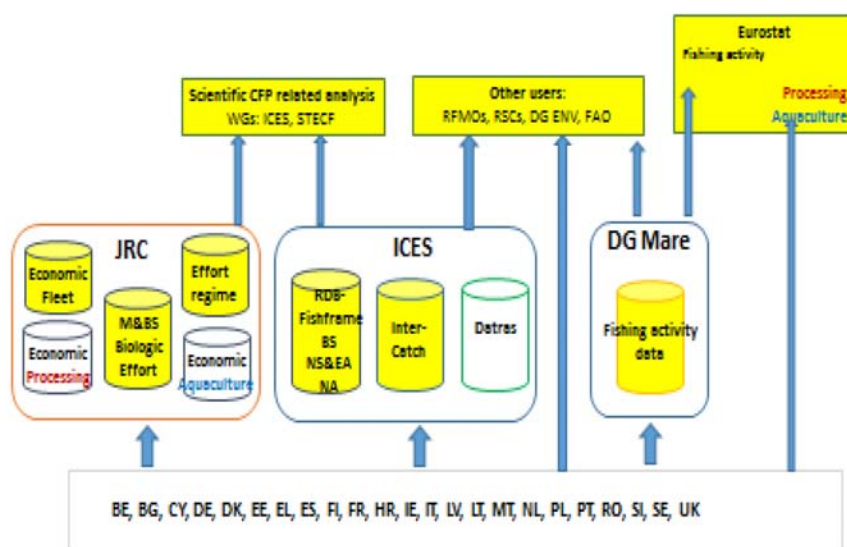 Eurostat
Fishing activity
Processing
Aquaculture
Scientific CFP related analysis
WGs: ICES, STECF
Other users:
RFMOs, RSCs, DG ENV, FAO
JRC
Economic
Fleet
Effort
regime
M&BS
Biologic
Effort
Economic
Processing
Economic
Aquaculture
ICES
RDB-
Fishframe
BS
NS&EA
NA
Inter-
Catch
Datras
DG Mare
Fishing activity
data
BE, BG, CY, DE, DK, EE, EL, ES, FI, FR, HR, IE, IT, LV, LT, MT, NL, PL, PT, RO, SI, SE, UK